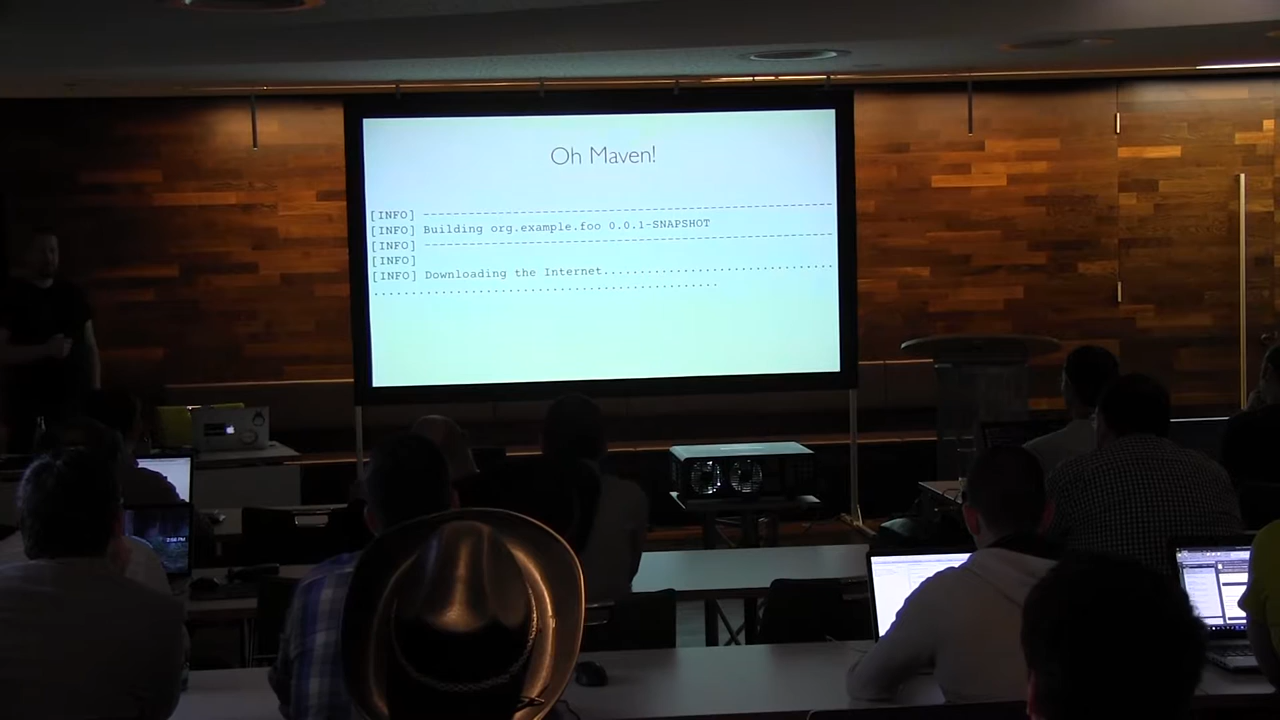 Oh Maven!
[INFO] -------------------------------------------------------
[INFO] Building org.example.foo 0.0.1-SNAPSHOT
[INFO] -------------------------------------------------------
[INFO]
[INFO] Downloading the Internet...............................
..............................................